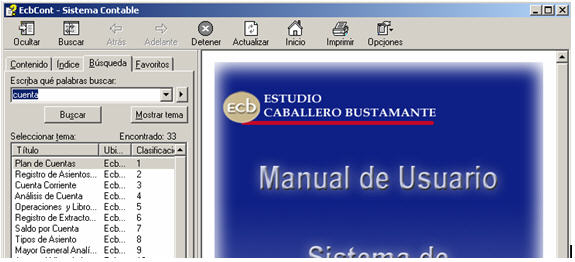 EcbCont - Sistema Contable
Ocultar Buscar Atrás Adelante Detener Actualizar Inicio Imprimir Opciones
Contenido Índice Búsqueda Favoritos
Escriba qué palabras buscar:
cuenta
Buscar Mostrar tema
Seleccionar tema: Encontrado: 33
Título Ubi... Clasificació
Plan de Cuentas Ecb... 1
Registro de Asientos... Ecb... 2
Cuenta Corriente Ecb... 3
Análisis de Cuenta Ecb... 4
Operaciones y Libro... Ecb... 5
Registro de Extracto... Ecb... 6
Saldo por Cuenta Ecb... 7
Tipos de Asiento Ecb... 8
Mayor General Analí... Ecb... 9
ecb ESTUDIO
CABALLERO BUSTAMANTE
Manual de Usuario
Sistema de